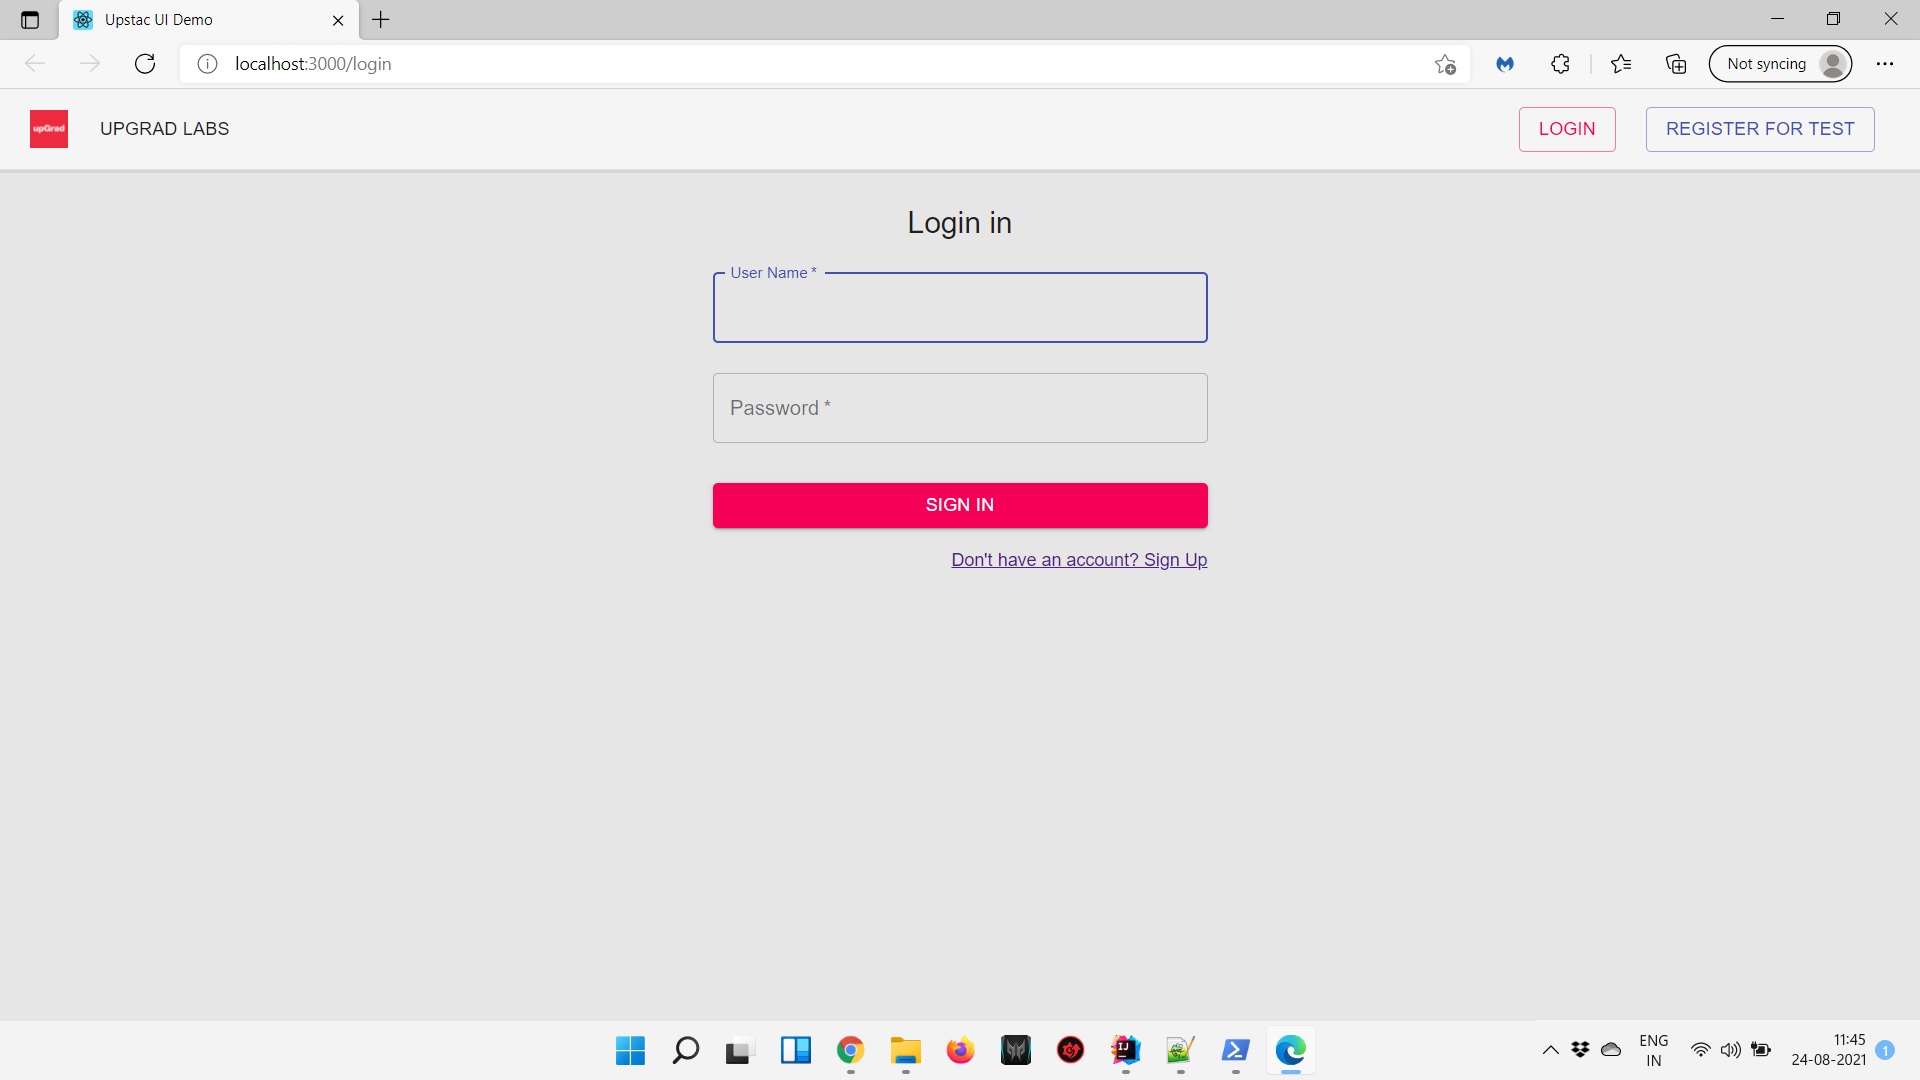 Upstac UI Demo
localhost:3000/login
Not syncing
upGrad
UPGRAD LABS
LOGIN
REGISTER FOR TEST
Login in
User Name *
Password *
SIGN IN
Don't have an account? Sign Up
IJ
ENG
IN
11:45
24-08-2021
1